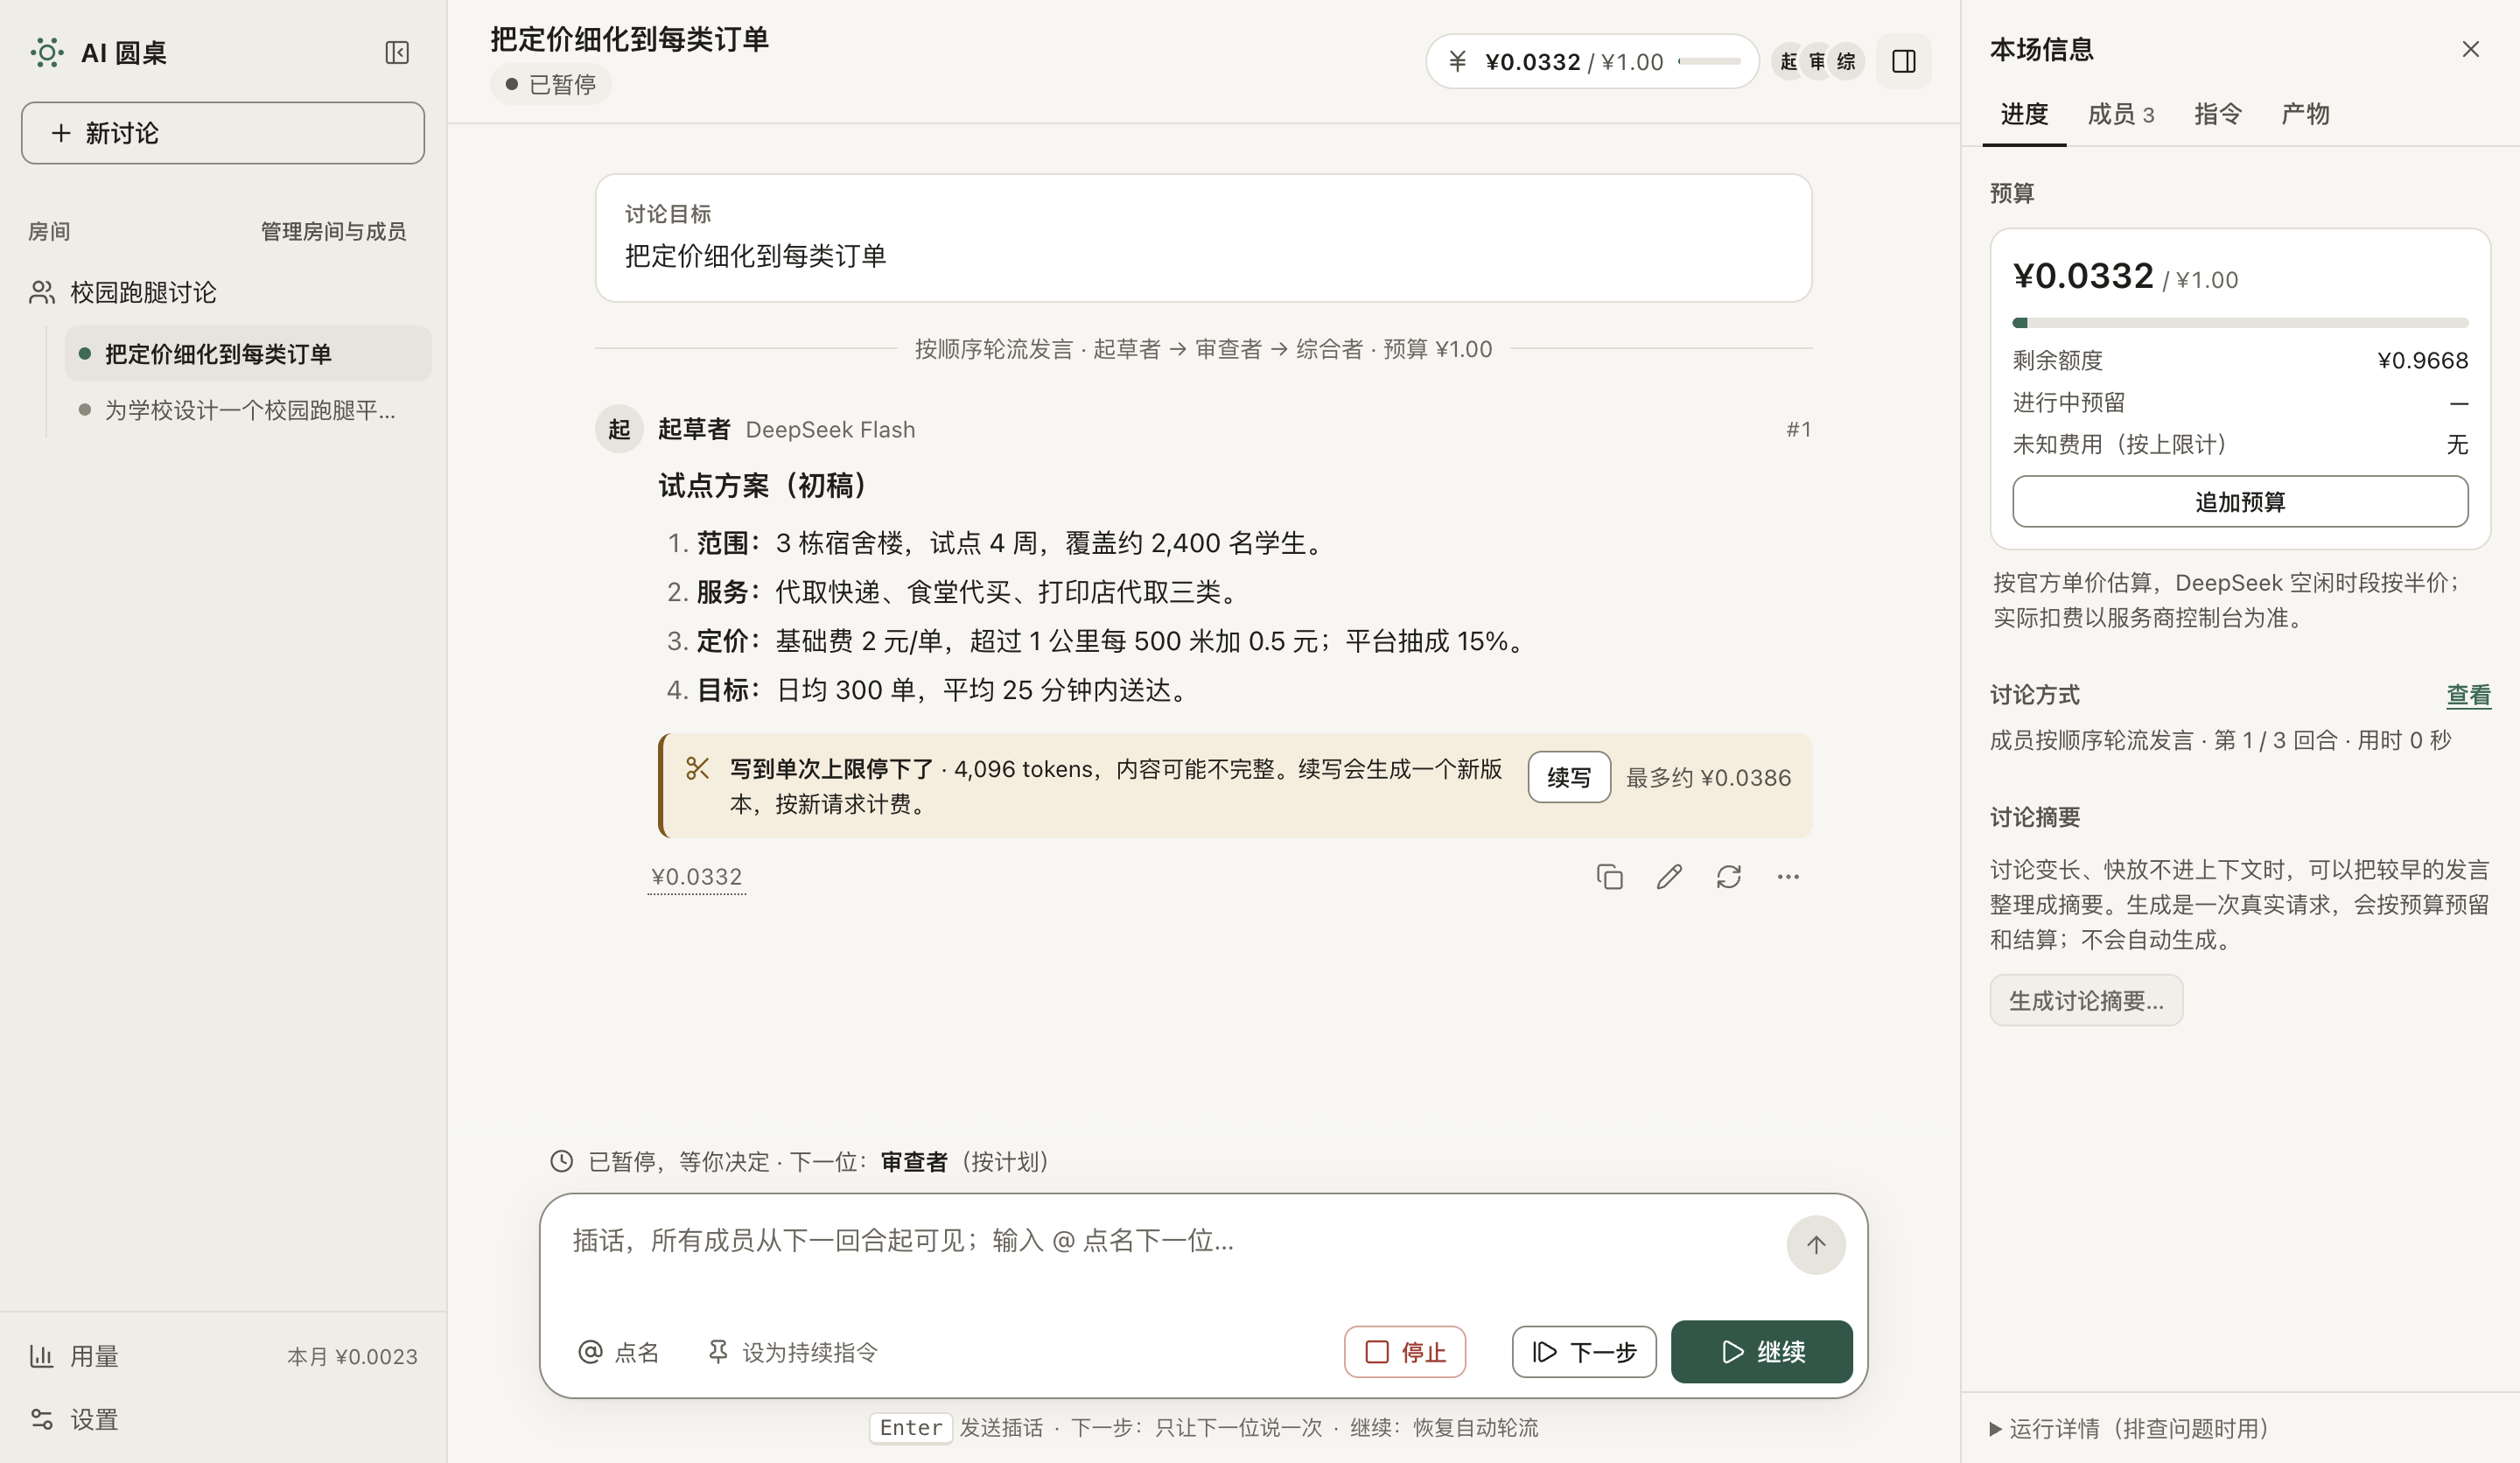 AI 圆桌
新讨论
房间
管理房间与成员
校园跑腿讨论
把定价细化到每类订单
为学校设计一个校园跑腿平...
用量
本月 ¥0.0023
设置
把定价细化到每类订单
已暂停
¥0.0332 / ¥1.00
起
审
综
讨论目标
把定价细化到每类订单
按顺序轮流发言 · 起草者 → 审查者 → 综合者 · 预算 ¥1.00
起
起草者 DeepSeek Flash
#1
试点方案（初稿）
1. 范围：3 栋宿舍楼，试点 4 周，覆盖约 2,400 名学生。
2. 服务：代取快递、食堂代买、打印店代取三类。
3. 定价：基础费 2 元/单，超过 1 公里每 500 米加 0.5 元；平台抽成 15%。
4. 目标：日均 300 单，平均 25 分钟内送达。
写到单次上限停下了 · 4,096 tokens，内容可能不完整。续写会生成一个新版
本，按新请求计费。
续写
最多约 ¥0.0386
¥0.0332
已暂停，等你决定 · 下一位：审查者（按计划）
插话，所有成员从下一回合起可见；输入 @ 点名下一位...
点名
设为持续指令
停止
下一步
继续
Enter 发送插话 · 下一步：只让下一位说一次 · 继续：恢复自动轮流
本场信息
进度
成员 3
指令
产物
预算
¥0.0332 / ¥1.00
剩余额度
¥0.9668
进行中预留
—
未知费用（按上限计）
无
追加预算
按官方单价估算，DeepSeek 空闲时段按半价；
实际扣费以服务商控制台为准。
讨论方式
查看
成员按顺序轮流发言 · 第 1 / 3 回合 · 用时 0 秒
讨论摘要
讨论变长、快放不进上下文时，可以把较早的发言
整理成摘要。生成是一次真实请求，会按预算预留
和结算；不会自动生成。
生成讨论摘要...
运行详情（排查问题时用）